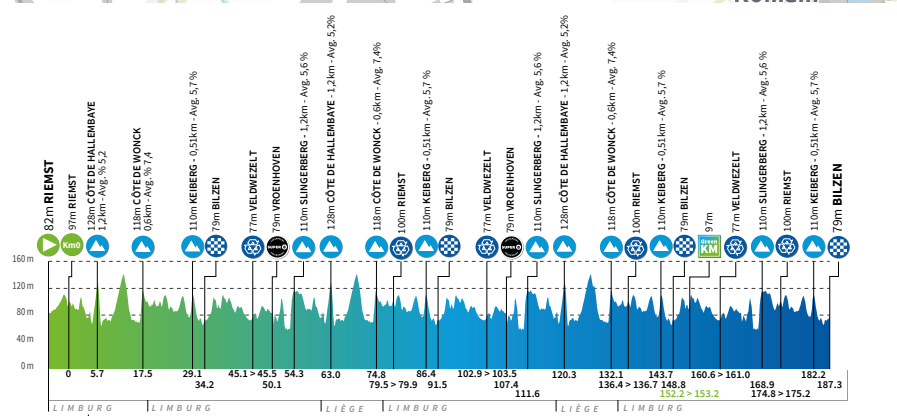 82m RIEMST
97m RIEMST
128m CÔTE DE HALLEMBAYE
1,2km - Avg. % 5,2
118m CÔTE DE WONCK
0,6km - Avg. % 7,4
110m KEIBERG - 0,51km - Avg. 5,7 %
79m BILZEN
77m VELDWEZELT
79m VROENHOVEN
110m SLINGERBERG - 1,2km - Avg. 5,6 %
128m CÔTE DE HALLEMBAYE - 1,2km - Avg. 5,2%
118m CÔTE DE WONCK - 0,6km - Avg. 7,4%
100m RIEMST
110m KEIBERG - 0,51km - Avg. 5,7 %
79m BILZEN
77m VELDWEZELT
79m VROENHOVEN
110m SLINGERBERG - 1,2km - Avg. 5,6 %
128m CÔTE DE HALLEMBAYE - 1,2km - Avg. 5,2%
118m CÔTE DE WONCK - 0,6km - Avg. 7,4%
100m RIEMST
110m KEIBERG - 0,51km - Avg. 5,7 %
79m BILZEN
97m
77m VELDWEZELT
110m SLINGERBERG - 1,2km - Avg. 5,6 %
100m RIEMST
110m KEIBERG - 0,51km - Avg. 5,7 %
79m BILZEN
Km0
SUPER 8
SUPER 8
Green
KM
160 m
120 m
80 m
40 m
0 m
0 5.7 17.5 29.1 45.1 > 45.5 54.3 63.0 74.8 86.4 102.9 > 103.5 120.3 132.1 143.7 160.6 > 161.0 182.2
34.2 50.1 79.5 > 79.9 91.5 107.4 136.4 > 136.7 148.8 168.9 187.3
111.6 152.2 > 153.2 174.8 > 175.2
LIMBURG LIMBURG LIÈGE LIMBURG LIÈGE LIMBURG